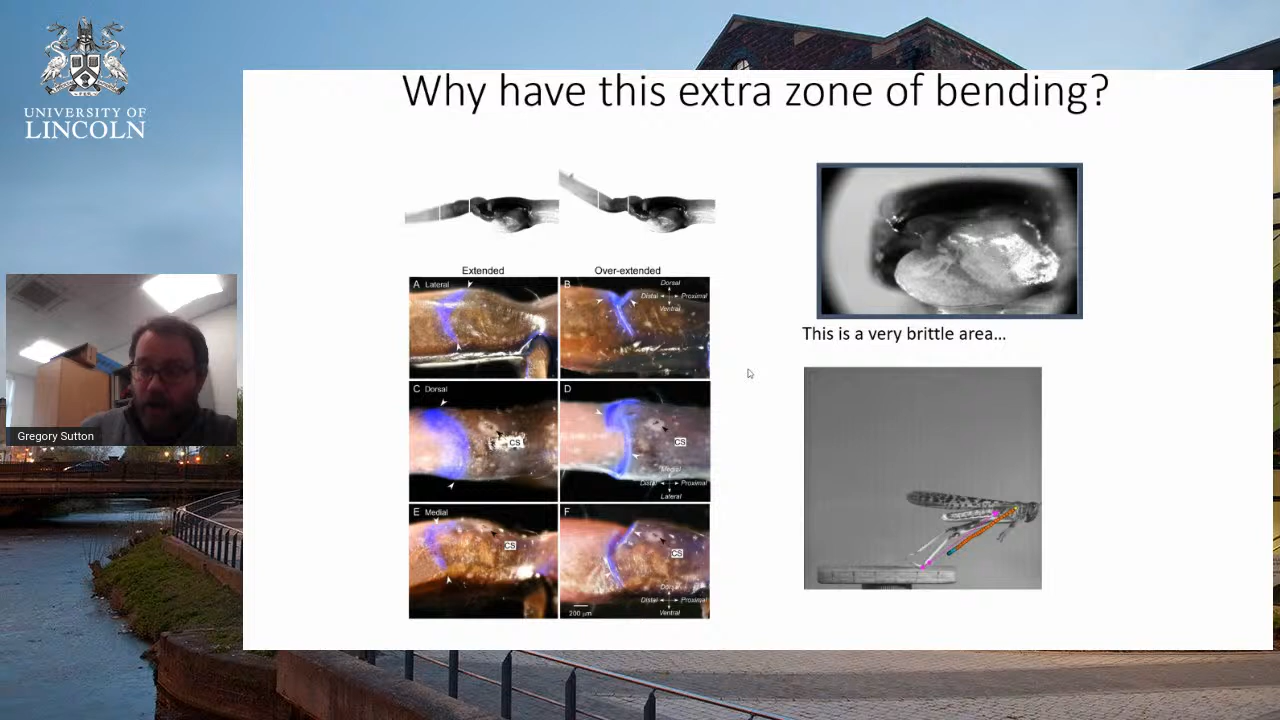 UNIVERSITY OF
LINCOLN
Why have this extra zone of bending?
Extended
Over-extended
A Lateral
B
Dorsal
Distal
Proximal
Ventral
C Dorsal
D
CS
CS
Medial
Distal
Proximal
Lateral
E Medial
F
CS
CS
Dorsal
Distal
Proximal
Ventral
200 µm
This is a very brittle area...
Gregory Sutton